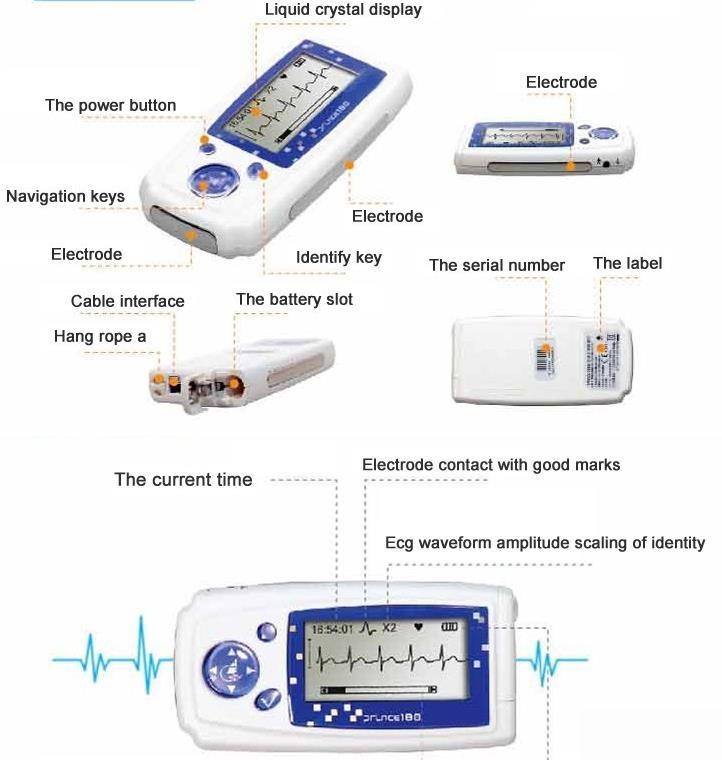 Liquid crystal display
The power button
Electrode
Navigation keys
Electrode
Electrode
Identify key
The serial number
The label
Cable interface
The battery slot
Hang rope a
The current time
Electrode contact with good marks
Ecg waveform amplitude scaling of identity
16:54:01
X2
prince180